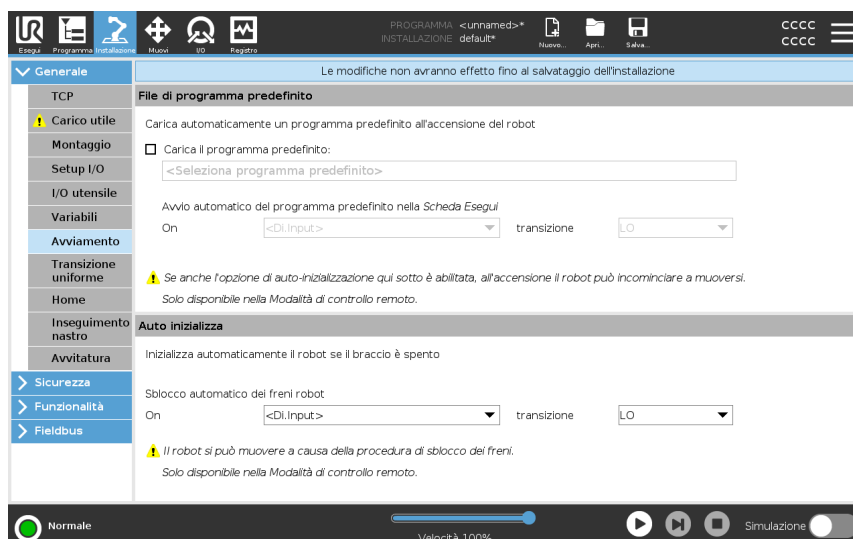 UR
Esegui
Programma
Installazione
Muovi
I/O
Registro
PROGRAMMA <unnamed>*
INSTALLAZIONE default*
Nuovo...
Apri...
Salva...
CCCC
CCCC
Generale
TCP
Carico utile
Montaggio
Setup I/O
I/O utensile
Variabili
Avviamento
Transizione
uniforme
Home
Inseguimento
nastro
Avvitatura
Sicurezza
Funzionalità
Fieldbus
Le modifiche non avranno effetto fino al salvataggio dell'installazione
File di programma predefinito
Carica automaticamente un programma predefinito all'accensione del robot
Carica il programma predefinito:
<Seleziona programma predefinito>
Avvio automatico del programma predefinito nella Scheda Esegui
On <Di.Input> transizione LO
Se anche l'opzione di auto-inizializzazione qui sotto è abilitata, all'accensione il robot può incominciare a muoversi.
Solo disponibile nella Modalità di controllo remoto.
Auto inizializza
Inizializza automaticamente il robot se il braccio è spento
Sblocco automatico dei freni robot
On <Di.Input> transizione LO
Il robot si può muovere a causa della procedura di sblocco dei freni.
Solo disponibile nella Modalità di controllo remoto.
Normale
Velocità 100%
Simulazione